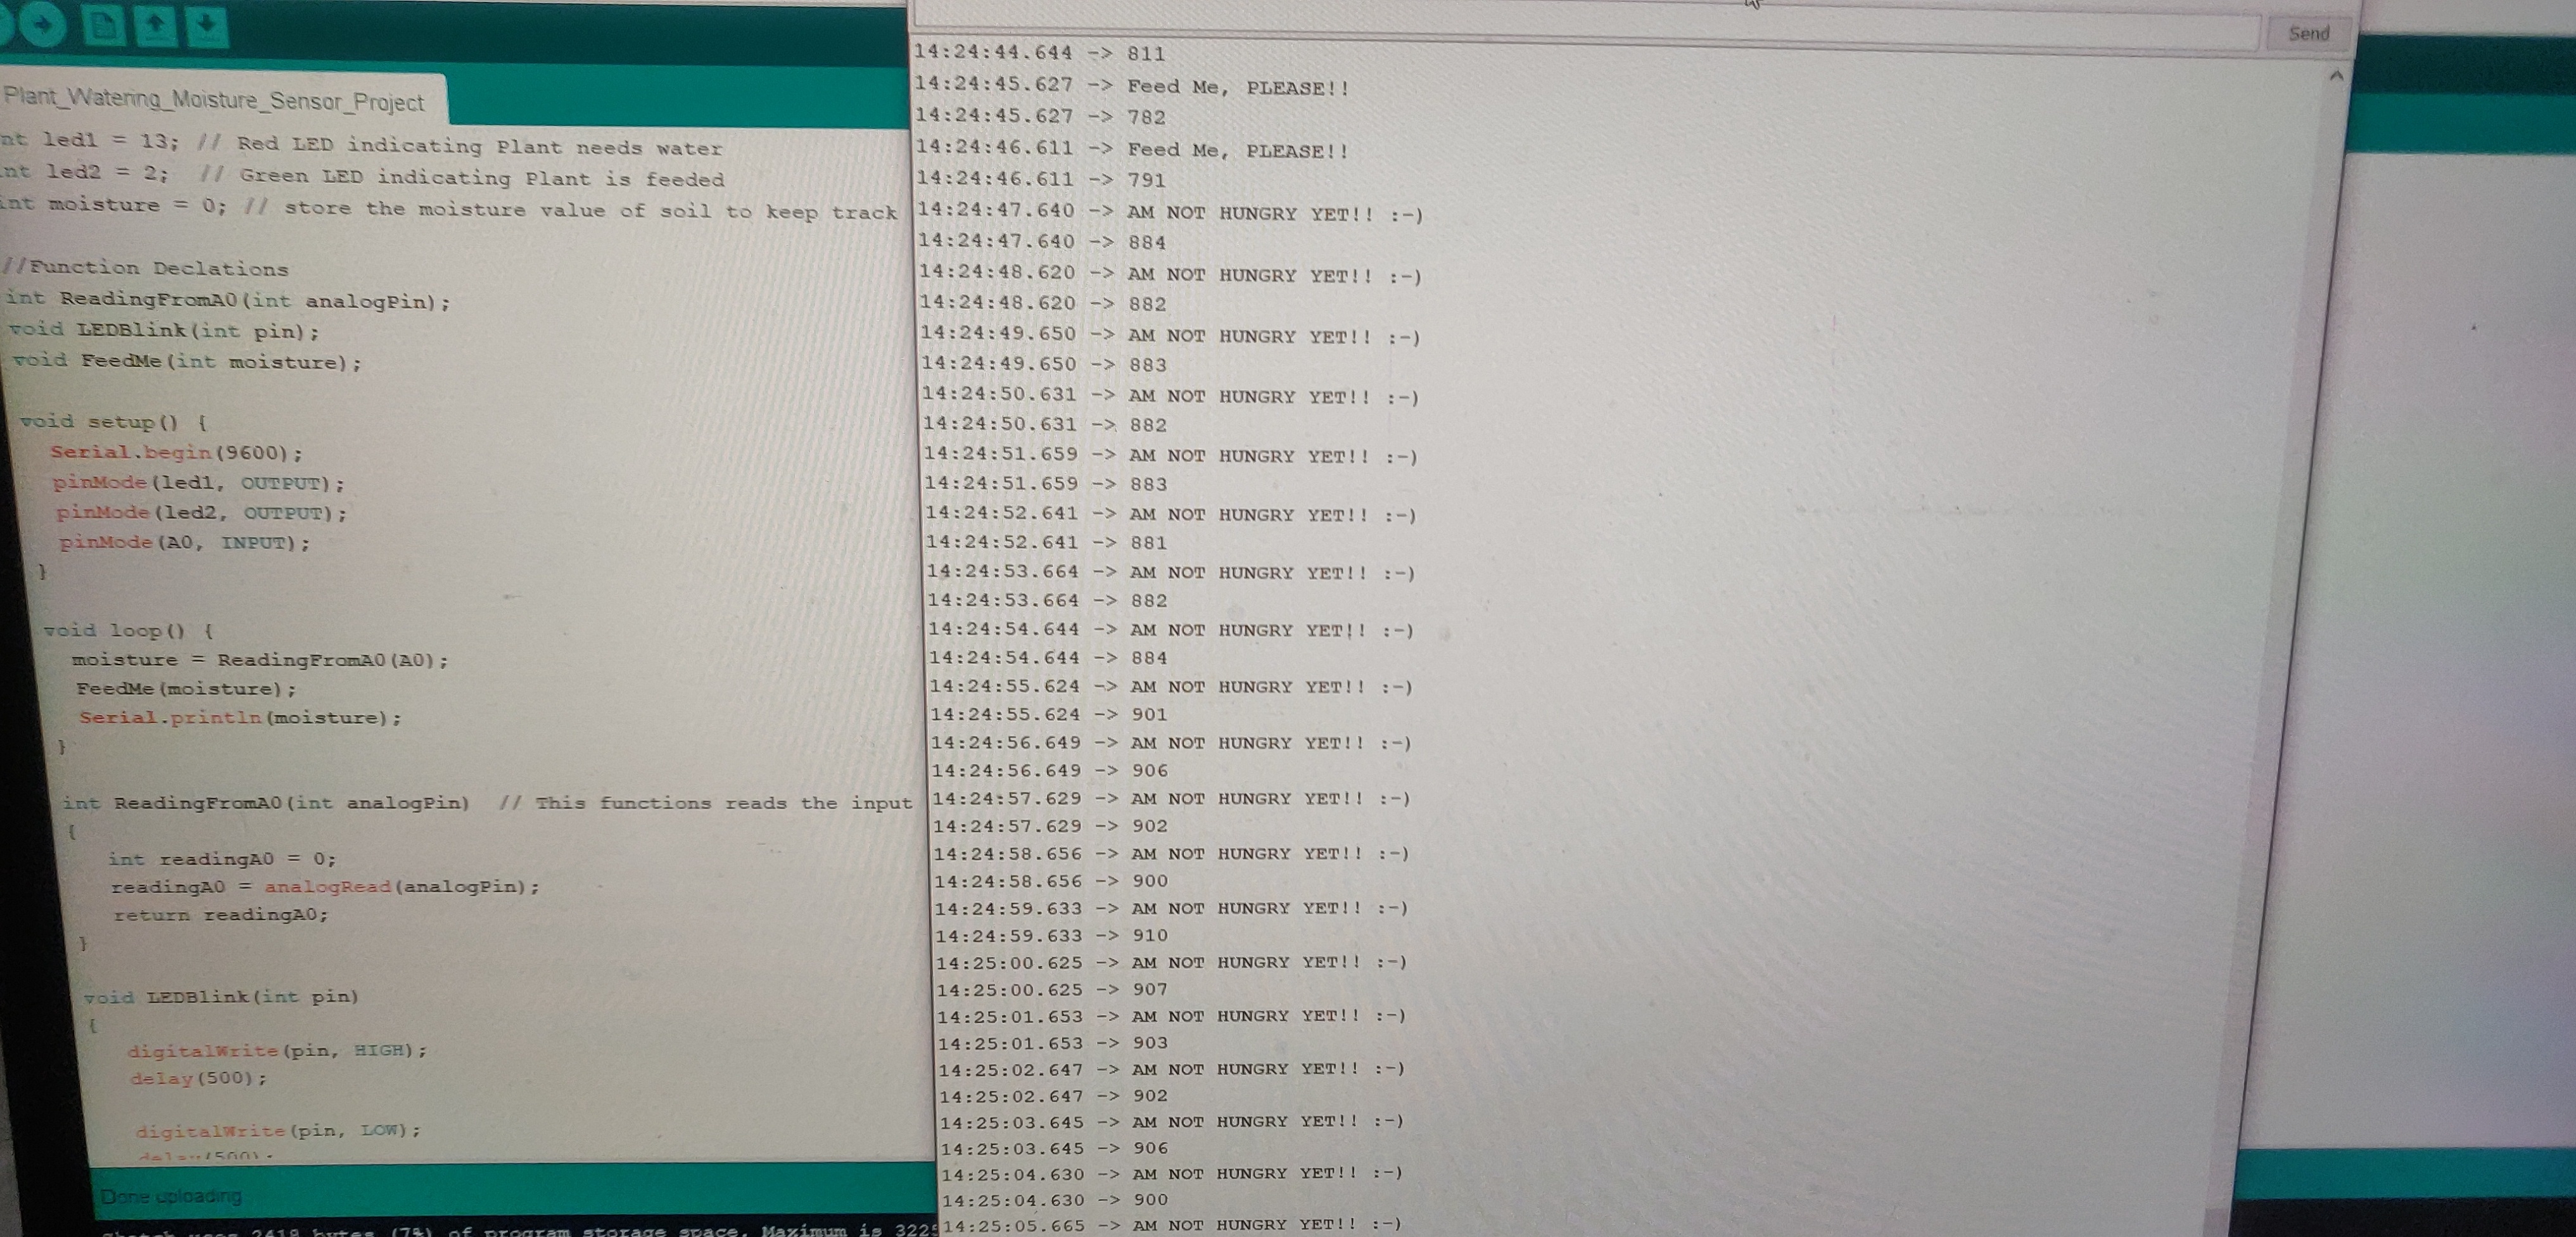 Plant_Watering_Moisture_Sensor_Project
nt led1 = 13; // Red LED indicating Plant needs water
nt led2 = 2;  // Green LED indicating Plant is feeded
int moisture = 0; // store the moisture value of soil to keep track
//Function Declations
int ReadingFromA0(int analogPin);
void LEDBlink(int pin);
void FeedMe(int moisture);
void setup() {
Serial.begin(9600);
pinMode(led1, OUTPUT);
pinMode(led2, OUTPUT);
pinMode(A0, INPUT);
}
void loop() {
moisture = ReadingFromA0(A0);
FeedMe(moisture);
Serial.println(moisture);
}
int ReadingFromA0(int analogPin)  // This functions reads the input
{
int readingA0 = 0;
readingA0 = analogRead(analogPin);
return readingA0;
}
void LEDBlink(int pin)
{
digitalWrite(pin, HIGH);
delay(500);
digitalWrite(pin, LOW);
delay(500);
Done uploading
Sketch uses 2418 bytes (7%) of program storage space. Maximum is 322
Send
14:24:44.644 -> 811
14:24:45.627 -> Feed Me, PLEASE!!
14:24:45.627 -> 782
14:24:46.611 -> Feed Me, PLEASE!!
14:24:46.611 -> 791
14:24:47.640 -> AM NOT HUNGRY YET!! :-)
14:24:47.640 -> 884
14:24:48.620 -> AM NOT HUNGRY YET!! :-)
14:24:48.620 -> 882
14:24:49.650 -> AM NOT HUNGRY YET!! :-)
14:24:49.650 -> 883
14:24:50.631 -> AM NOT HUNGRY YET!! :-)
14:24:50.631 -> 882
14:24:51.659 -> AM NOT HUNGRY YET!! :-)
14:24:51.659 -> 883
14:24:52.641 -> AM NOT HUNGRY YET!! :-)
14:24:52.641 -> 881
14:24:53.664 -> AM NOT HUNGRY YET!! :-)
14:24:53.664 -> 882
14:24:54.644 -> AM NOT HUNGRY YET!! :-)
14:24:54.644 -> 884
14:24:55.624 -> AM NOT HUNGRY YET!! :-)
14:24:55.624 -> 901
14:24:56.649 -> AM NOT HUNGRY YET!! :-)
14:24:56.649 -> 906
14:24:57.629 -> AM NOT HUNGRY YET!! :-)
14:24:57.629 -> 902
14:24:58.656 -> AM NOT HUNGRY YET!! :-)
14:24:58.656 -> 900
14:24:59.633 -> AM NOT HUNGRY YET!! :-)
14:24:59.633 -> 910
14:25:00.625 -> AM NOT HUNGRY YET!! :-)
14:25:00.625 -> 907
14:25:01.653 -> AM NOT HUNGRY YET!! :-)
14:25:01.653 -> 903
14:25:02.647 -> AM NOT HUNGRY YET!! :-)
14:25:02.647 -> 902
14:25:03.645 -> AM NOT HUNGRY YET!! :-)
14:25:03.645 -> 906
14:25:04.630 -> AM NOT HUNGRY YET!! :-)
14:25:04.630 -> 900
14:25:05.665 -> AM NOT HUNGRY YET!! :-)